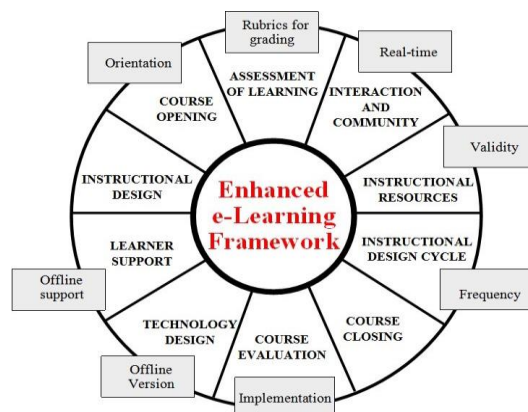 Rubrics for
grading
Orientation
Real-time
ASSESSMENT
OF LEARNING
COURSE
OPENING
INTERACTION
AND
COMMUNITY
Validity
INSTRUCTIONAL
DESIGN
Enhanced
e-Learning
Framework
INSTRUCTIONAL
RESOURCES
LEARNER
SUPPORT
INSTRUCTIONAL
DESIGN CYCLE
Offline
support
Frequency
TECHNOLOGY
DESIGN
COURSE
EVALUATION
COURSE
CLOSING
Offline
Version
Implementation